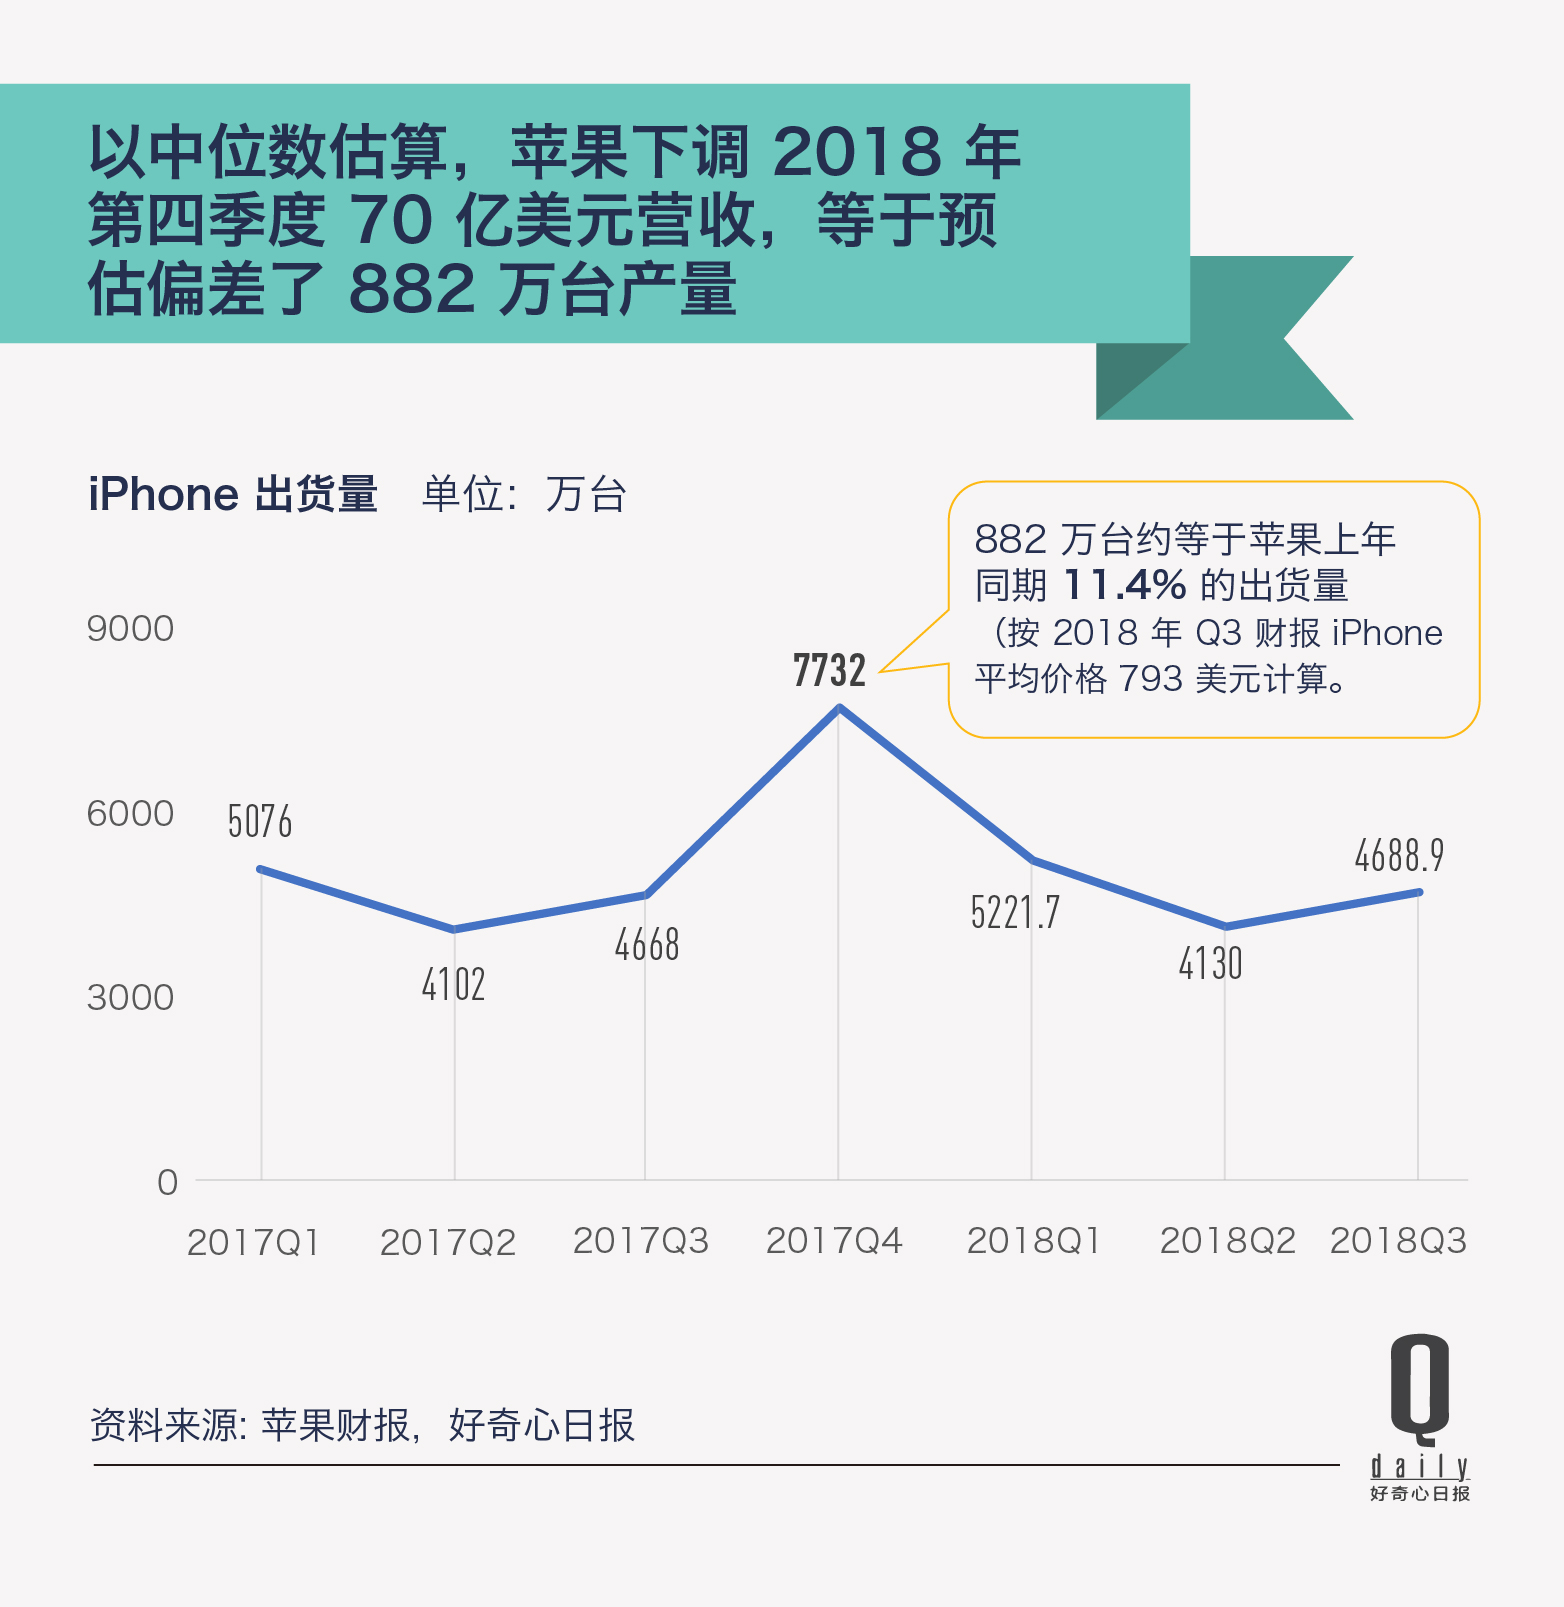 以中位数估算，苹果下调 2018 年
第四季度 70 亿美元营收，等于预
估偏差了 882 万台产量
iPhone 出货量 单位：万台
882 万台约等于苹果上年
同期 11.4% 的出货量
（按 2018 年 Q3 财报 iPhone
平均价格 793 美元计算。
9000
6000
3000
0
5076
4102
4668
7732
5221.7
4130
4688.9
2017Q1
2017Q2
2017Q3
2017Q4
2018Q1
2018Q2
2018Q3
资料来源: 苹果财报，好奇心日报
Q
daily
好奇心日报